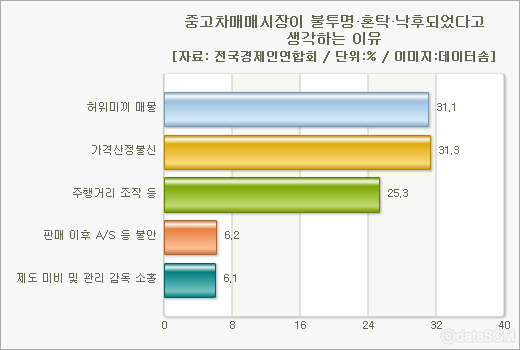 중고차매매시장이 불투명·혼탁·낙후되었다고
생각하는 이유
[자료: 전국경제인연합회 / 단위:% / 이미지:데이터솜]
허위미끼 매물
31,1
가격산정불신
31,3
주행거리 조작 등
25,3
판매 이후 A/S 등 불안
6,2
제도 미비 및 관리 감독 소홀
6,1
0 8 16 24 32 40
©dataSOM